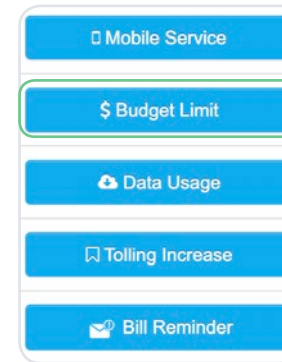 Mobile Service
$ Budget Limit
Data Usage
Tolling Increase
Bill Reminder